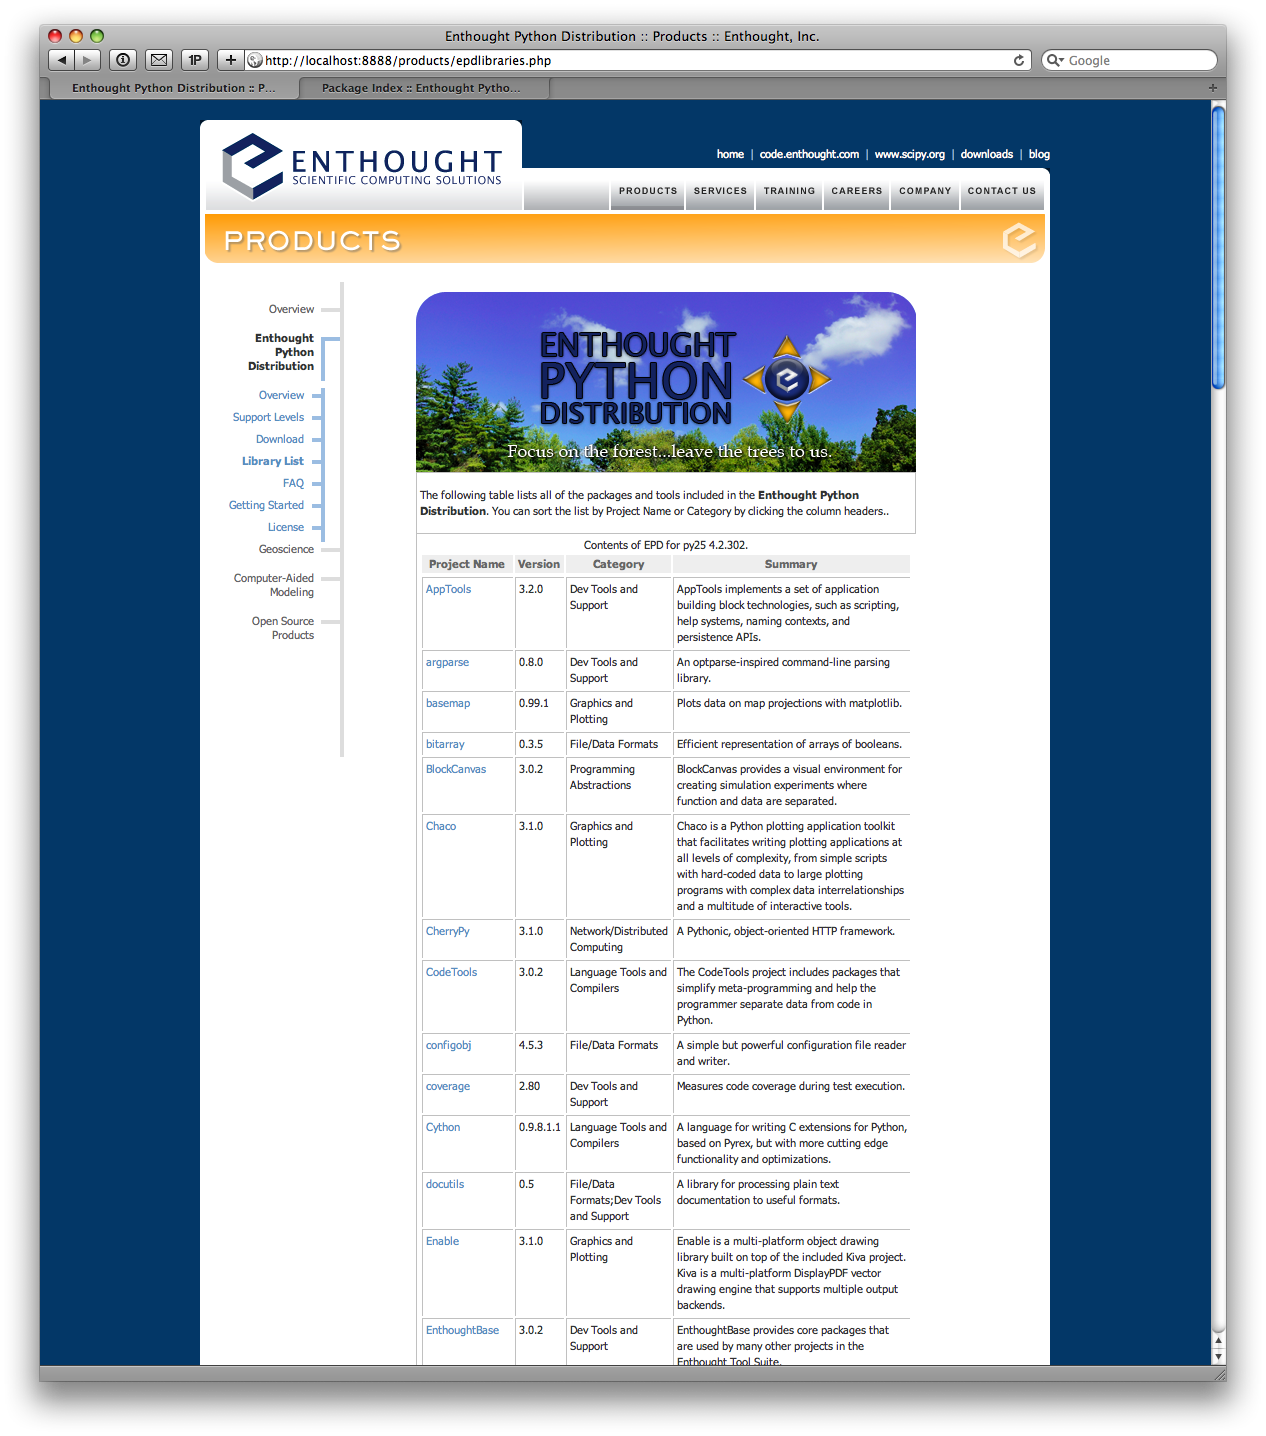 Enthought Python Distribution :: Products :: Enthought, Inc.
1P
http://localhost:8888/products/epdlibraries.php
Google
Enthought Python Distribution :: P...
Package Index :: Enthought Pytho...
ENTHOUGHT
SCIENTIFIC COMPUTING SOLUTIONS
home | code.enthought.com | www.scipy.org | downloads | blog
PRODUCTS SERVICES TRAINING CAREERS COMPANY CONTACT US
PRODUCTS
Overview
Enthought
Python
Distribution
Overview
Support Levels
Download
Library List
FAQ
Getting Started
License
Geoscience
Computer-Aided
Modeling
Open Source
Products
ENTHOUGHT
PYTHON
DISTRIBUTION
Focus on the forest...leave the trees to us.
The following table lists all of the packages and tools included in the Enthought Python
Distribution. You can sort the list by Project Name or Category by clicking the column headers..
Contents of EPD for py25 4.2.302.
Project Name Version Category Summary
AppTools 3.2.0 Dev Tools and AppTools implements a set of application
Support building block technologies, such as scripting,
help systems, naming contexts, and
persistence APIs.
argparse 0.8.0 Dev Tools and An optparse-inspired command-line parsing
Support library.
basemap 0.99.1 Graphics and Plots data on map projections with matplotlib.
Plotting
bitarray 0.3.5 File/Data Formats Efficient representation of arrays of booleans.
BlockCanvas 3.0.2 Programming BlockCanvas provides a visual environment for
Abstractions creating simulation experiments where
function and data are separated.
Chaco 3.1.0 Graphics and Chaco is a Python plotting application toolkit
Plotting that facilitates writing plotting applications at
all levels of complexity, from simple scripts
with hard-coded data to large plotting
programs with complex data interrelationships
and a multitude of interactive tools.
CherryPy 3.1.0 Network/Distributed A Pythonic, object-oriented HTTP framework.
Computing
CodeTools 3.0.2 Language Tools and The CodeTools project includes packages that
Compilers simplify meta-programming and help the
programmer separate data from code in
Python.
configobj 4.5.3 File/Data Formats A simple but powerful configuration file reader
and writer.
coverage 2.80 Dev Tools and Measures code coverage during test execution.
Support
Cython 0.9.8.1.1 Language Tools and A language for writing C extensions for Python,
Compilers based on Pyrex, but with more cutting edge
functionality and optimizations.
docutils 0.5 File/Data A library for processing plain text
Formats;Dev Tools documentation to useful formats.
and Support
Enable 3.1.0 Graphics and Enable is a multi-platform object drawing
Plotting library built on top of the included Kiva project.
Kiva is a multi-platform DisplayPDF vector
drawing engine that supports multiple output
backends.
EnthoughtBase 3.0.2 Dev Tools and EnthoughtBase provides core packages that
Support are used by many other projects in the
Enthought Tool Suite.